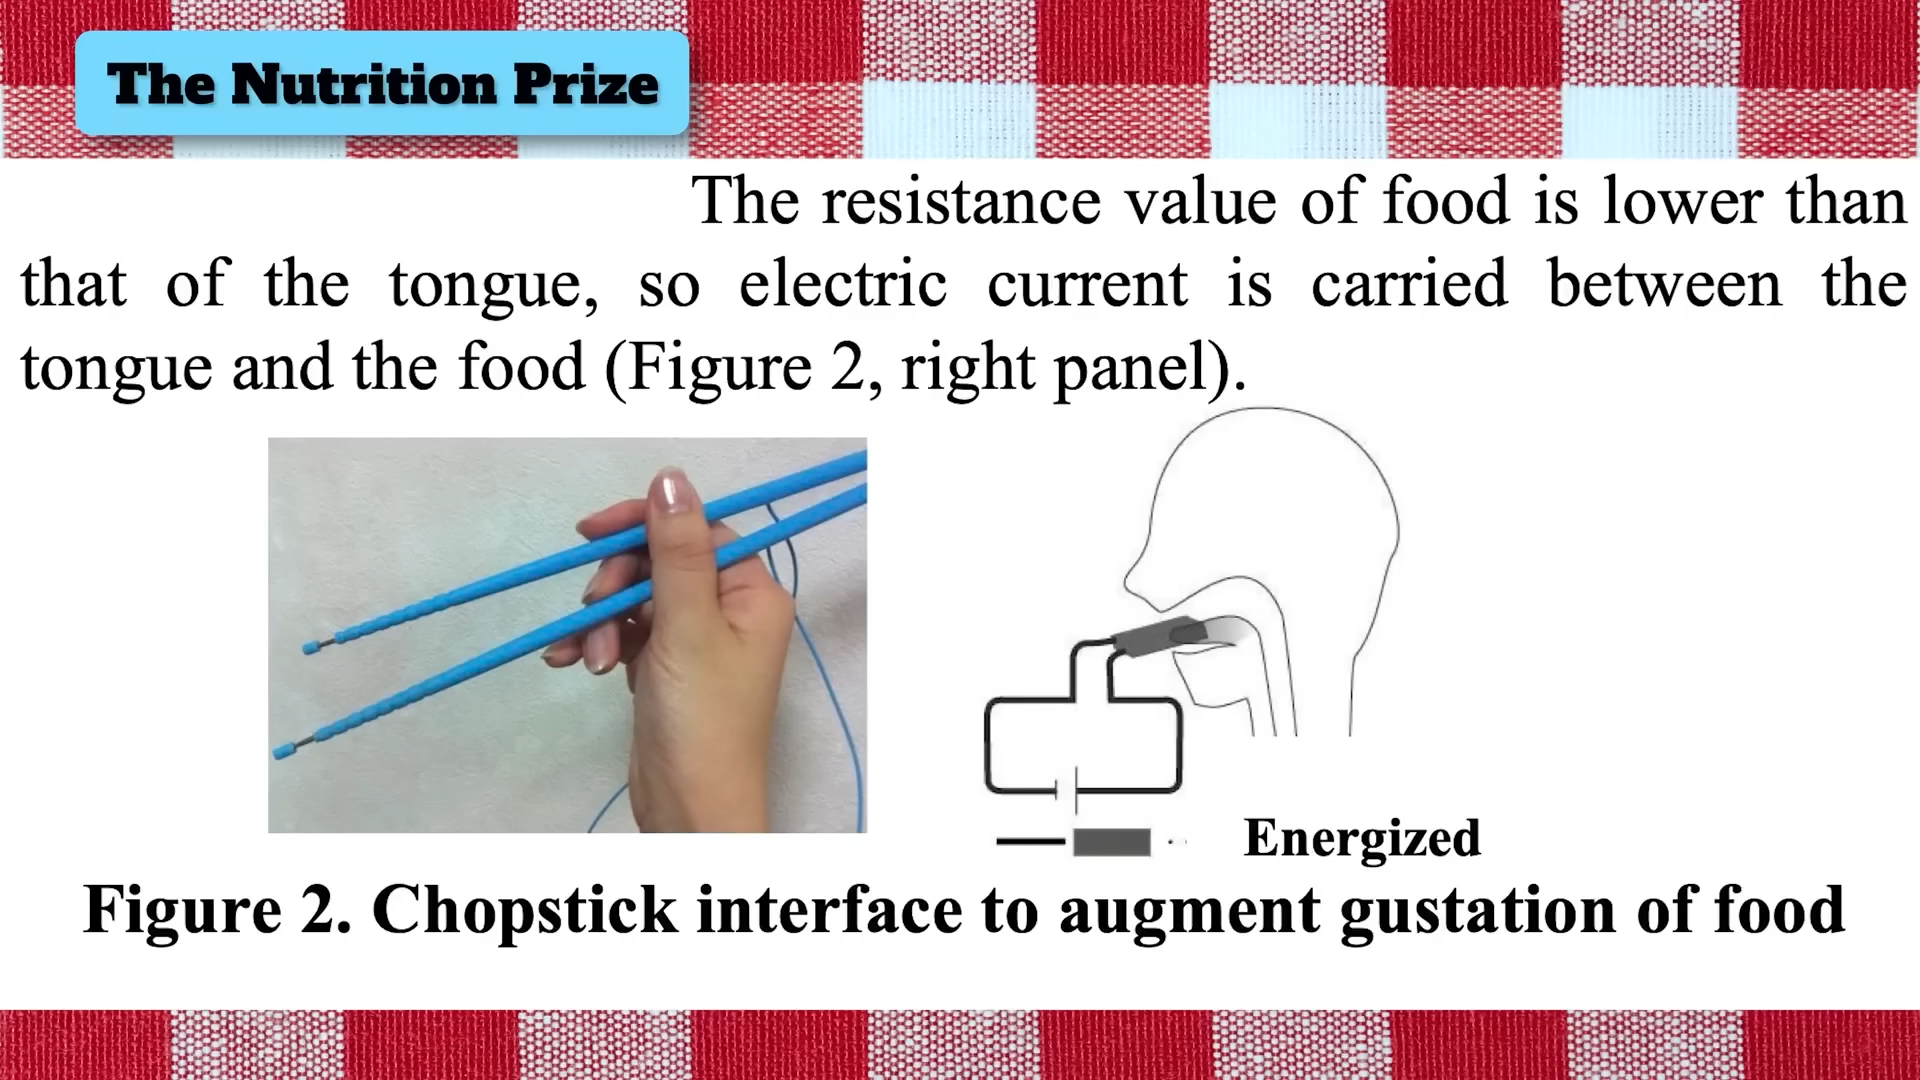 The Nutrition Prize
The resistance value of food is lower than
that of the tongue, so electric current is carried between the
tongue and the food (Figure 2, right panel).
Energized
Figure 2. Chopstick interface to augment gustation of food